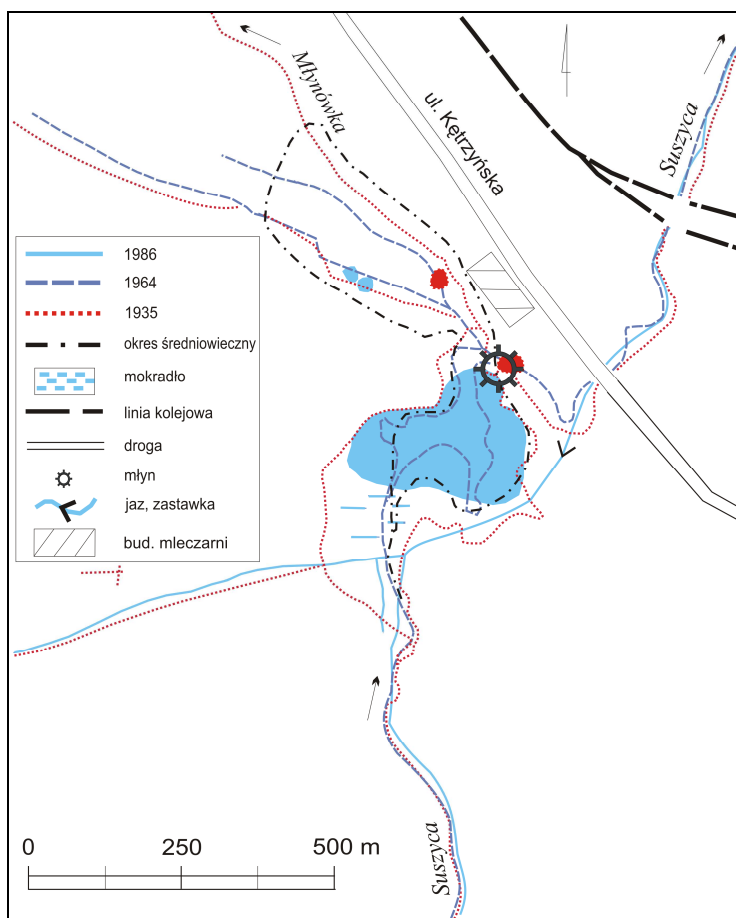 Młynówka
ul. Kętrzyńska
Suszyca
1986
1964
1935
okres średniowieczny
mokradło
linia kolejowa
droga
młyn
jaz, zastawka
bud. mleczarni
Suszyca
0 250 500 m